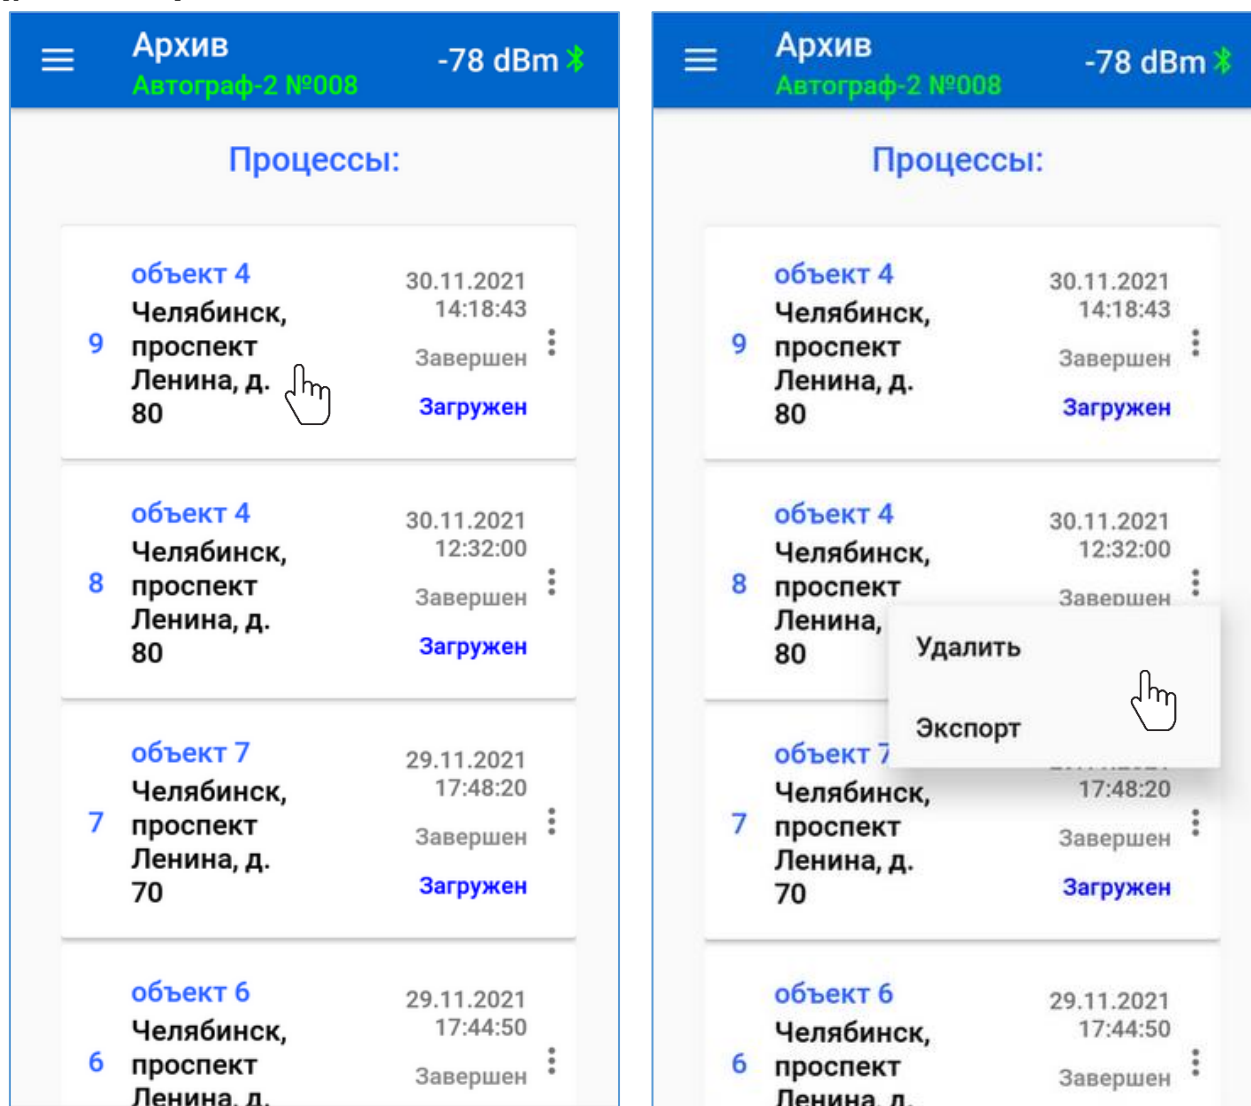 Архив
Автограф-2 №008
-78 dBm
Процессы:
объект 4
Челябинск,
проспект
Ленина, д.
80
9
30.11.2021
14:18:43
Завершен
Загружен
объект 4
Челябинск,
проспект
Ленина, д.
80
8
30.11.2021
12:32:00
Завершен
Загружен
объект 7
Челябинск,
проспект
Ленина, д.
70
7
29.11.2021
17:48:20
Завершен
Загружен
объект 6
Челябинск,
проспект
Ленина, д.
6
29.11.2021
17:44:50
Завершен
Архив
Автограф-2 №008
-78 dBm
Процессы:
объект 4
Челябинск,
проспект
Ленина, д.
80
9
30.11.2021
14:18:43
Завершен
Загружен
объект 4
Челябинск,
проспект
Ленина,
80
8
30.11.2021
12:32:00
Завершен
Удалить
Экспорт
объект 7
Челябинск,
проспект
Ленина, д.
70
7
17:48:20
Завершен
Загружен
объект 6
Челябинск,
проспект
Ленина, д.
6
29.11.2021
17:44:50
Завершен